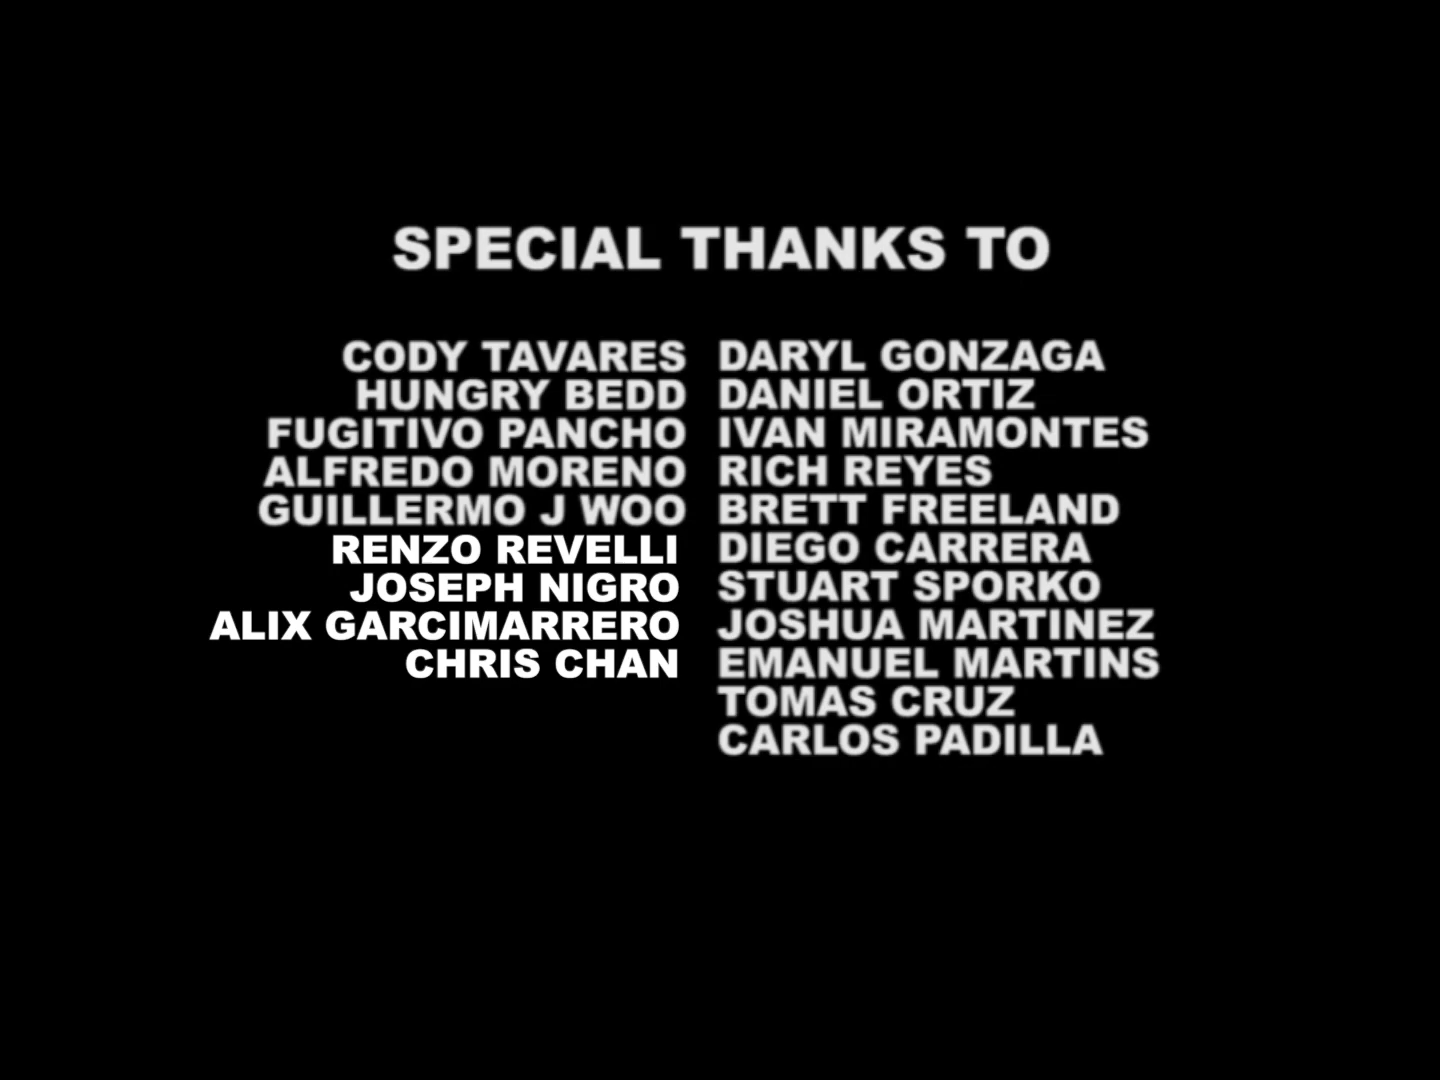 SPECIAL THANKS TO
CODY TAVARES
HUNGRY BEDD
FUGITIVO PANCHO
ALFREDO MORENO
GUILLERMO J WOO
RENZO REVELLI
JOSEPH NIGRO
ALIX GARCIMARRERO
CHRIS CHAN
DARYL GONZAGA
DANIEL ORTIZ
IVAN MIRAMONTES
RICH REYES
BRETT FREELAND
DIEGO CARRERA
STUART SPORKO
JOSHUA MARTINEZ
EMANUEL MARTINS
TOMAS CRUZ
CARLOS PADILLA